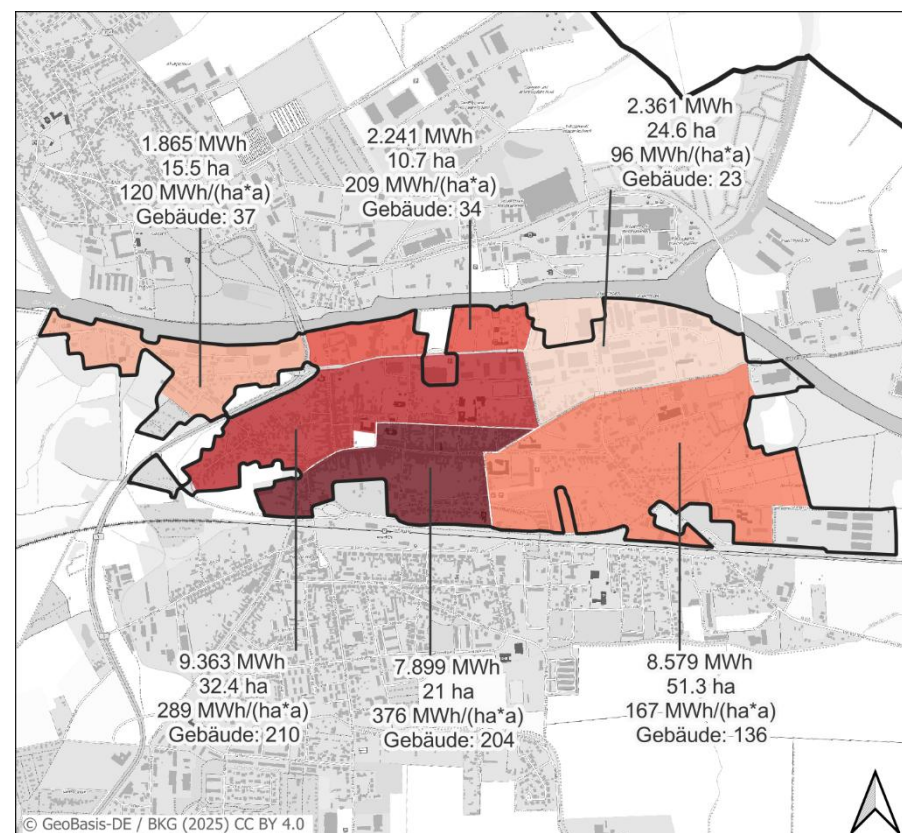 1.865 MWh
15.5 ha
120 MWh/(ha*a)
Gebäude: 37
2.241 MWh
10.7 ha
209 MWh/(ha*a)
Gebäude: 34
2.361 MWh
24.6 ha
96 MWh/(ha*a)
Gebäude: 23
9.363 MWh
32.4 ha
289 MWh/(ha*a)
Gebäude: 210
7.899 MWh
21 ha
376 MWh/(ha*a)
Gebäude: 204
8.579 MWh
51.3 ha
167 MWh/(ha*a)
Gebäude: 136
© GeoBasis-DE / BKG (2025) CC BY 4.0